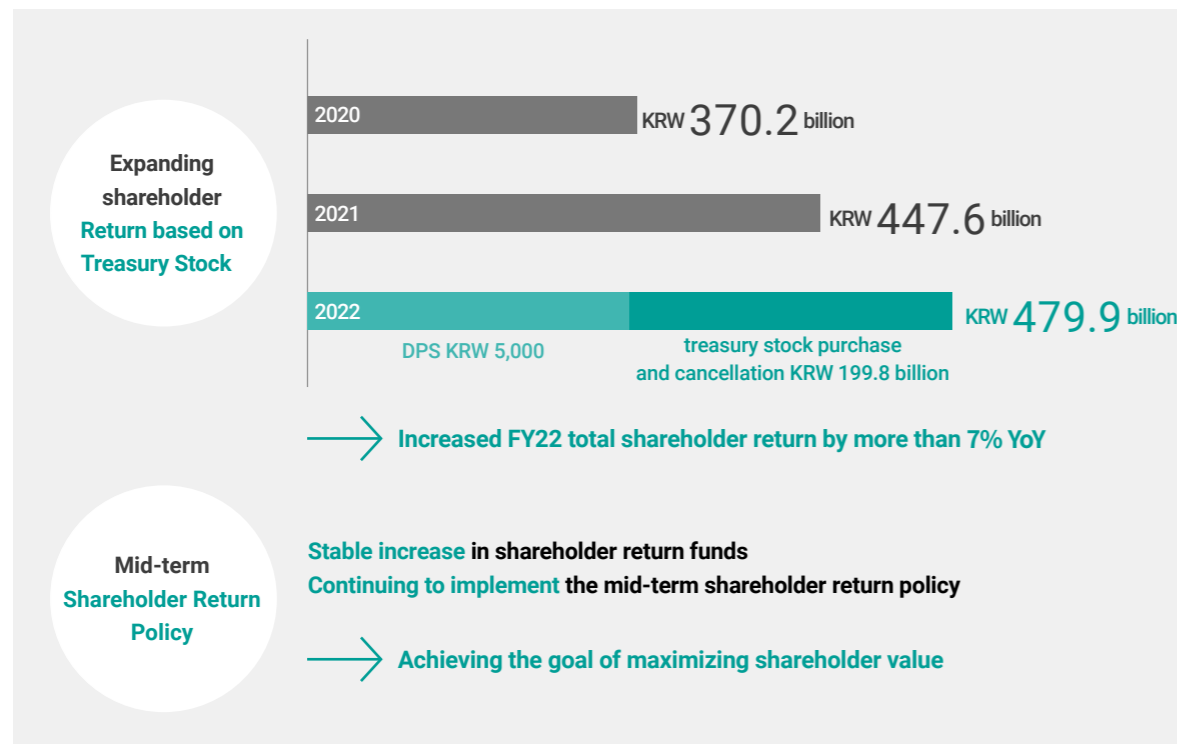 Expanding
shareholder
Return based on
Treasury Stock
2020
KRW 370.2 billion
2021
KRW 447.6 billion
2022
KRW 479.9 billion
DPS KRW 5,000
treasury stock purchase
and cancellation KRW 199.8 billion
Increased FY22 total shareholder return by more than 7% YoY
Mid-term
Shareholder Return
Policy
Stable increase in shareholder return funds
Continuing to implement the mid-term shareholder return policy
Achieving the goal of maximizing shareholder value